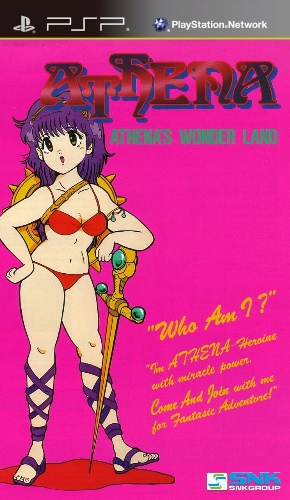 PSP
PlayStation®Network
ATHENA
ATHENA'S WONDER LAND
"Who Am I?"
"I'm ATHENA Heroine
with miracle power.
Come And Join with me
for Fantasic Adventure!"
SNK
SNKGROUP